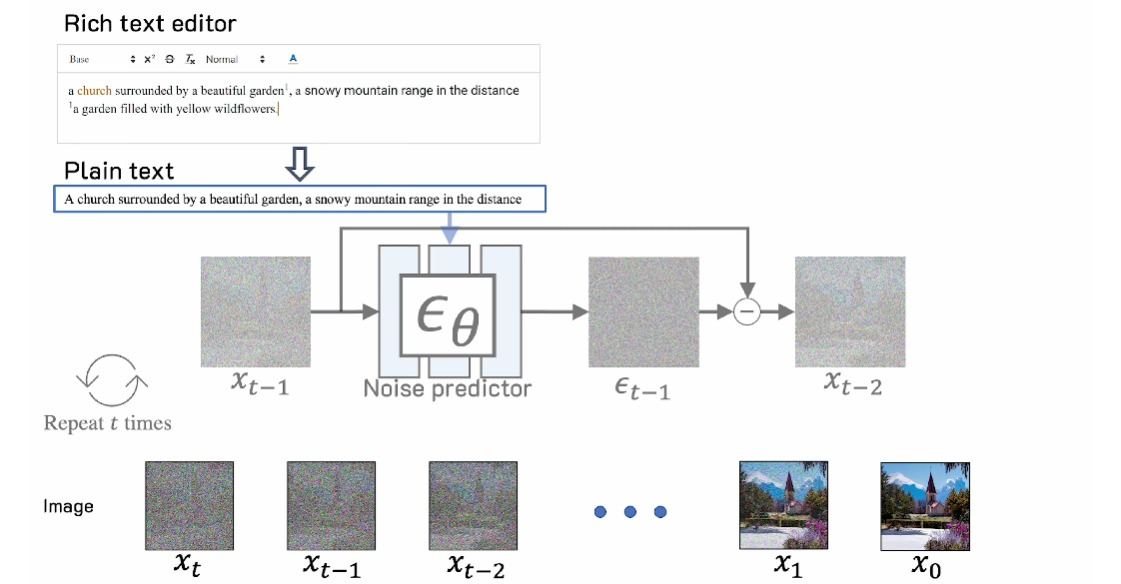 Rich text editor
Base x² S Tx Normal A
a church surrounded by a beautiful garden¹, a snowy mountain range in the distance
¹a garden filled with yellow wildflowers.
Plain text
A church surrounded by a beautiful garden, a snowy mountain range in the distance
ϵθ
−
xt−1
Noise predictor
ϵt−1
xt−2
Repeat t times
Image
xt
xt−1
xt−2
x1
x0